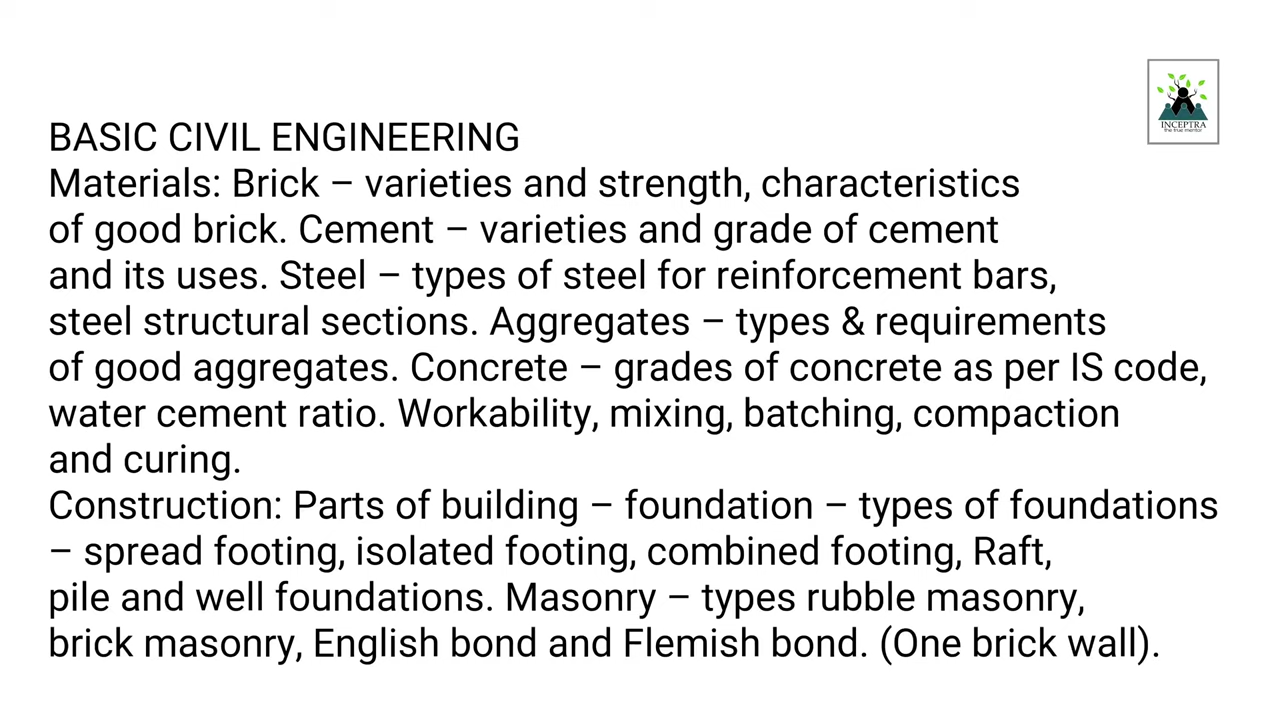 INCEPTRA
the true mentor
BASIC CIVIL ENGINEERING
Materials: Brick – varieties and strength, characteristics
of good brick. Cement – varieties and grade of cement
and its uses. Steel – types of steel for reinforcement bars,
steel structural sections. Aggregates – types & requirements
of good aggregates. Concrete – grades of concrete as per IS code,
water cement ratio. Workability, mixing, batching, compaction
and curing.
Construction: Parts of building – foundation – types of foundations
– spread footing, isolated footing, combined footing, Raft,
pile and well foundations. Masonry – types rubble masonry,
brick masonry, English bond and Flemish bond. (One brick wall).